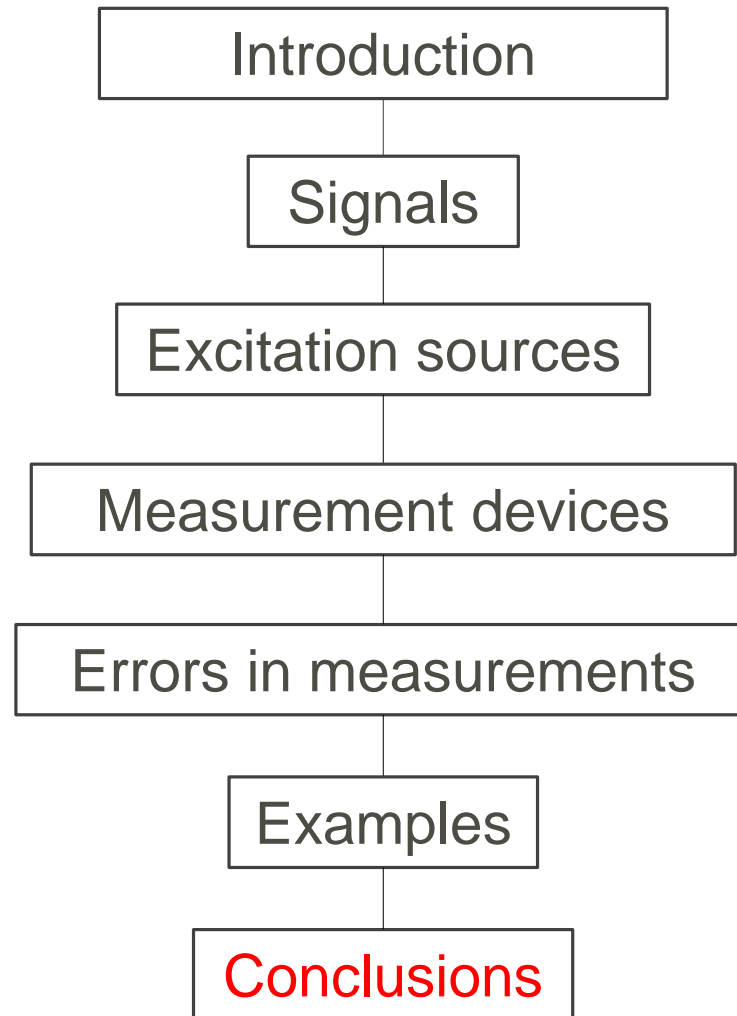 Introduction
Signals
Excitation sources
Measurement devices
Errors in measurements
Examples
Conclusions